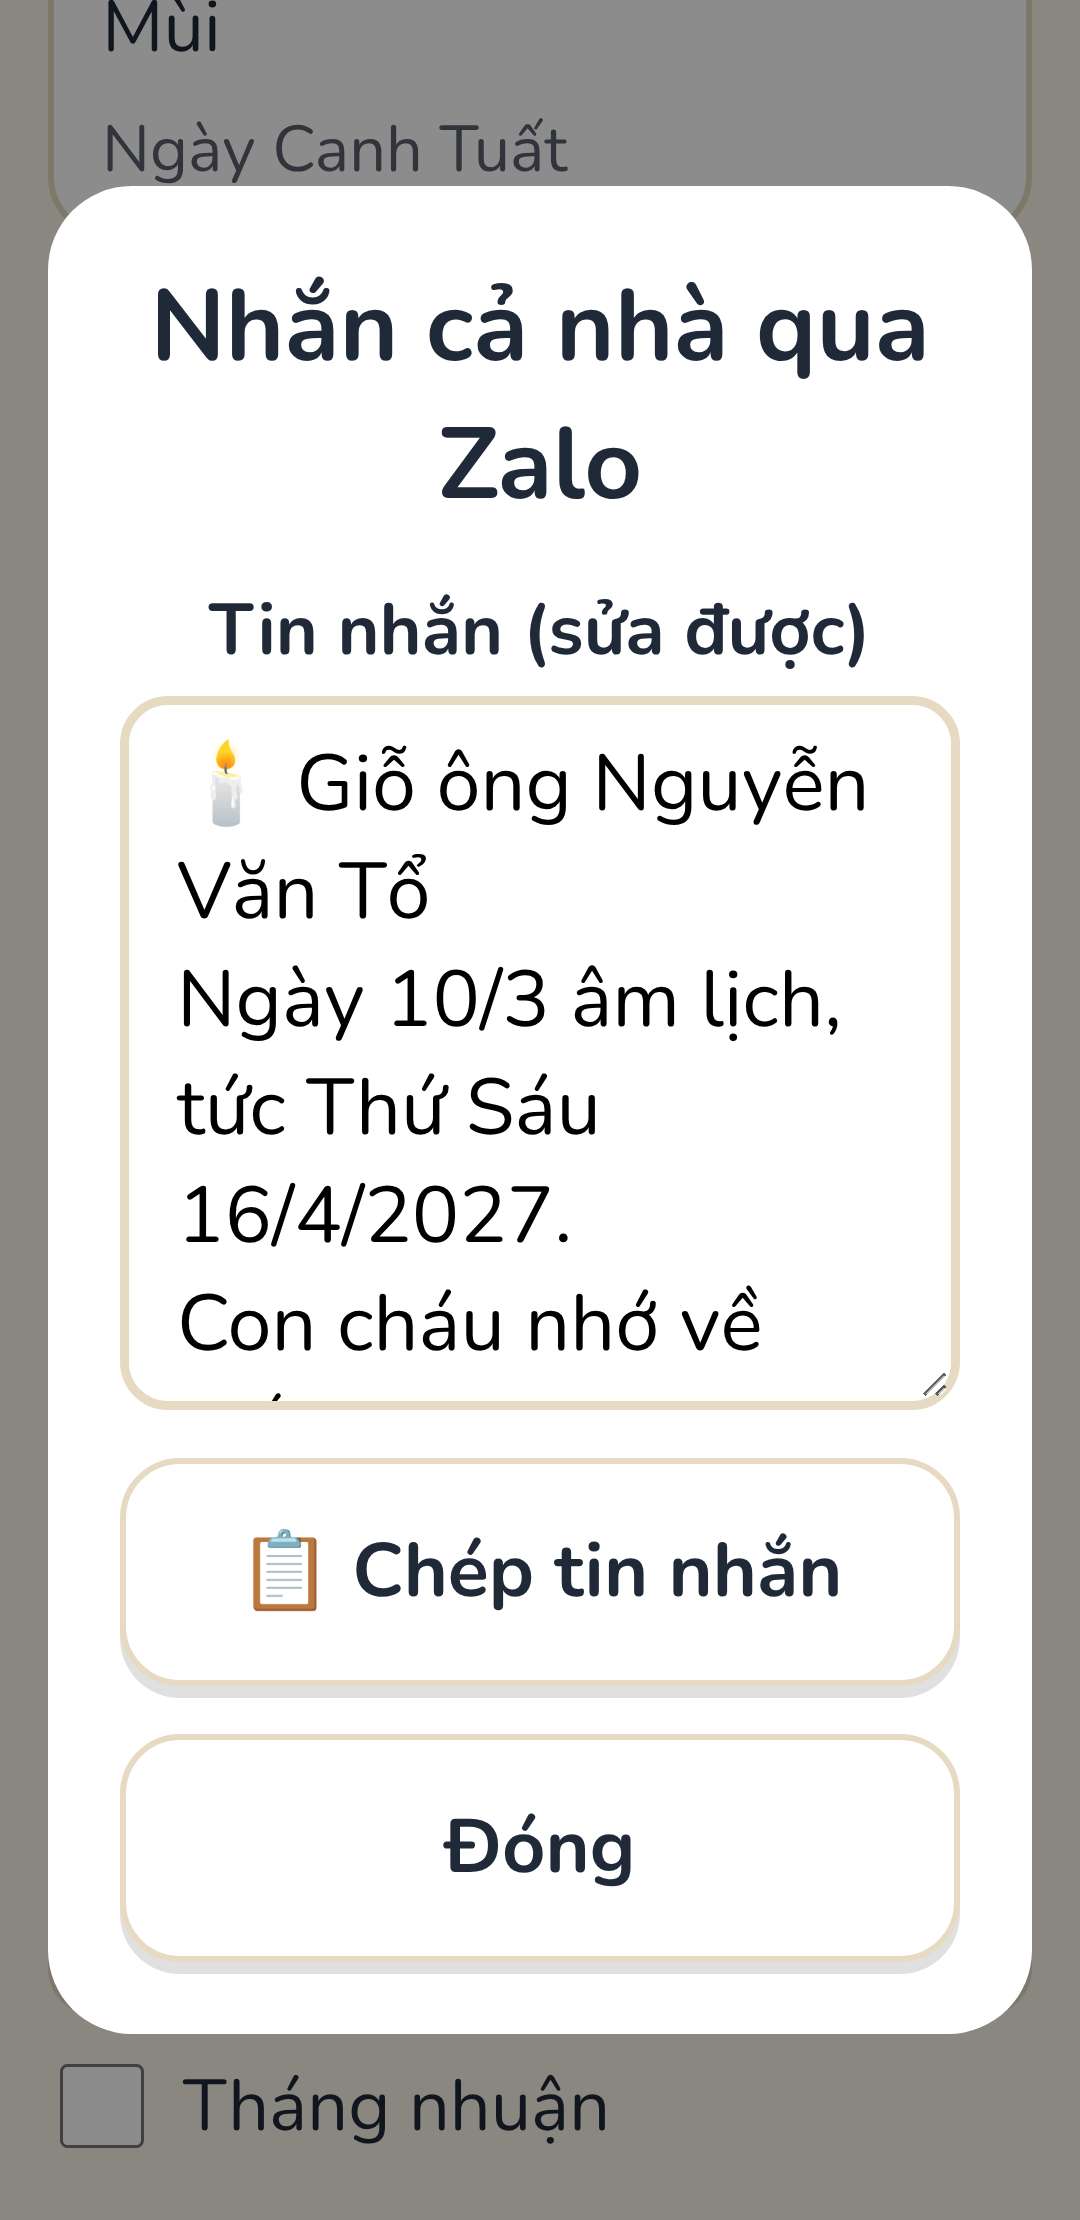 Mùi
Ngày Canh Tuất
Nhắn cả nhà qua
Zalo
Tin nhắn (sửa được)
🕯️ Giỗ ông Nguyễn
Văn Tổ
Ngày 10/3 âm lịch,
tức Thứ Sáu
16/4/2027.
Con cháu nhớ về
📋 Chép tin nhắn
Đóng
Tháng nhuận